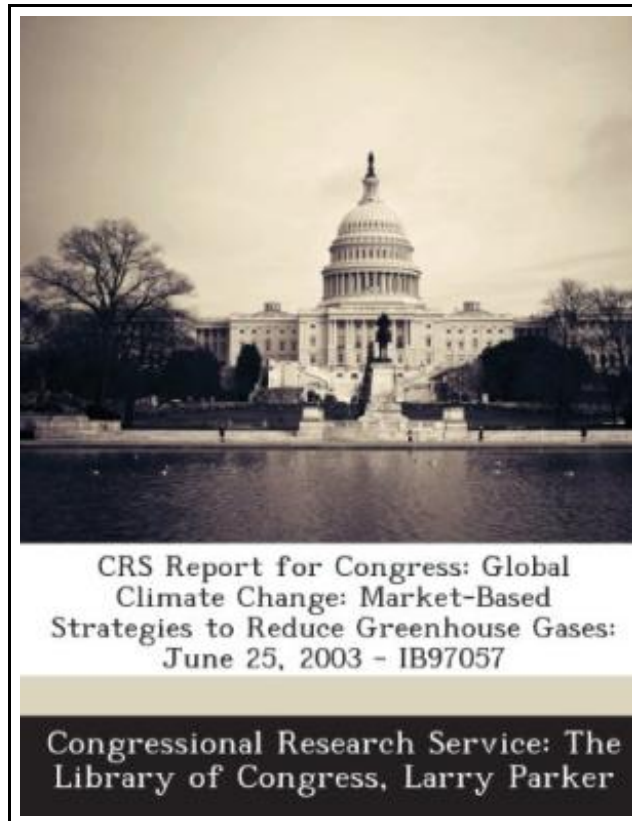 CRS Report for Congress: Global
Climate Change: Market-Based
Strategies to Reduce Greenhouse Gases:
June 25, 2003 - IB97057
Congressional Research Service: The
Library of Congress, Larry Parker